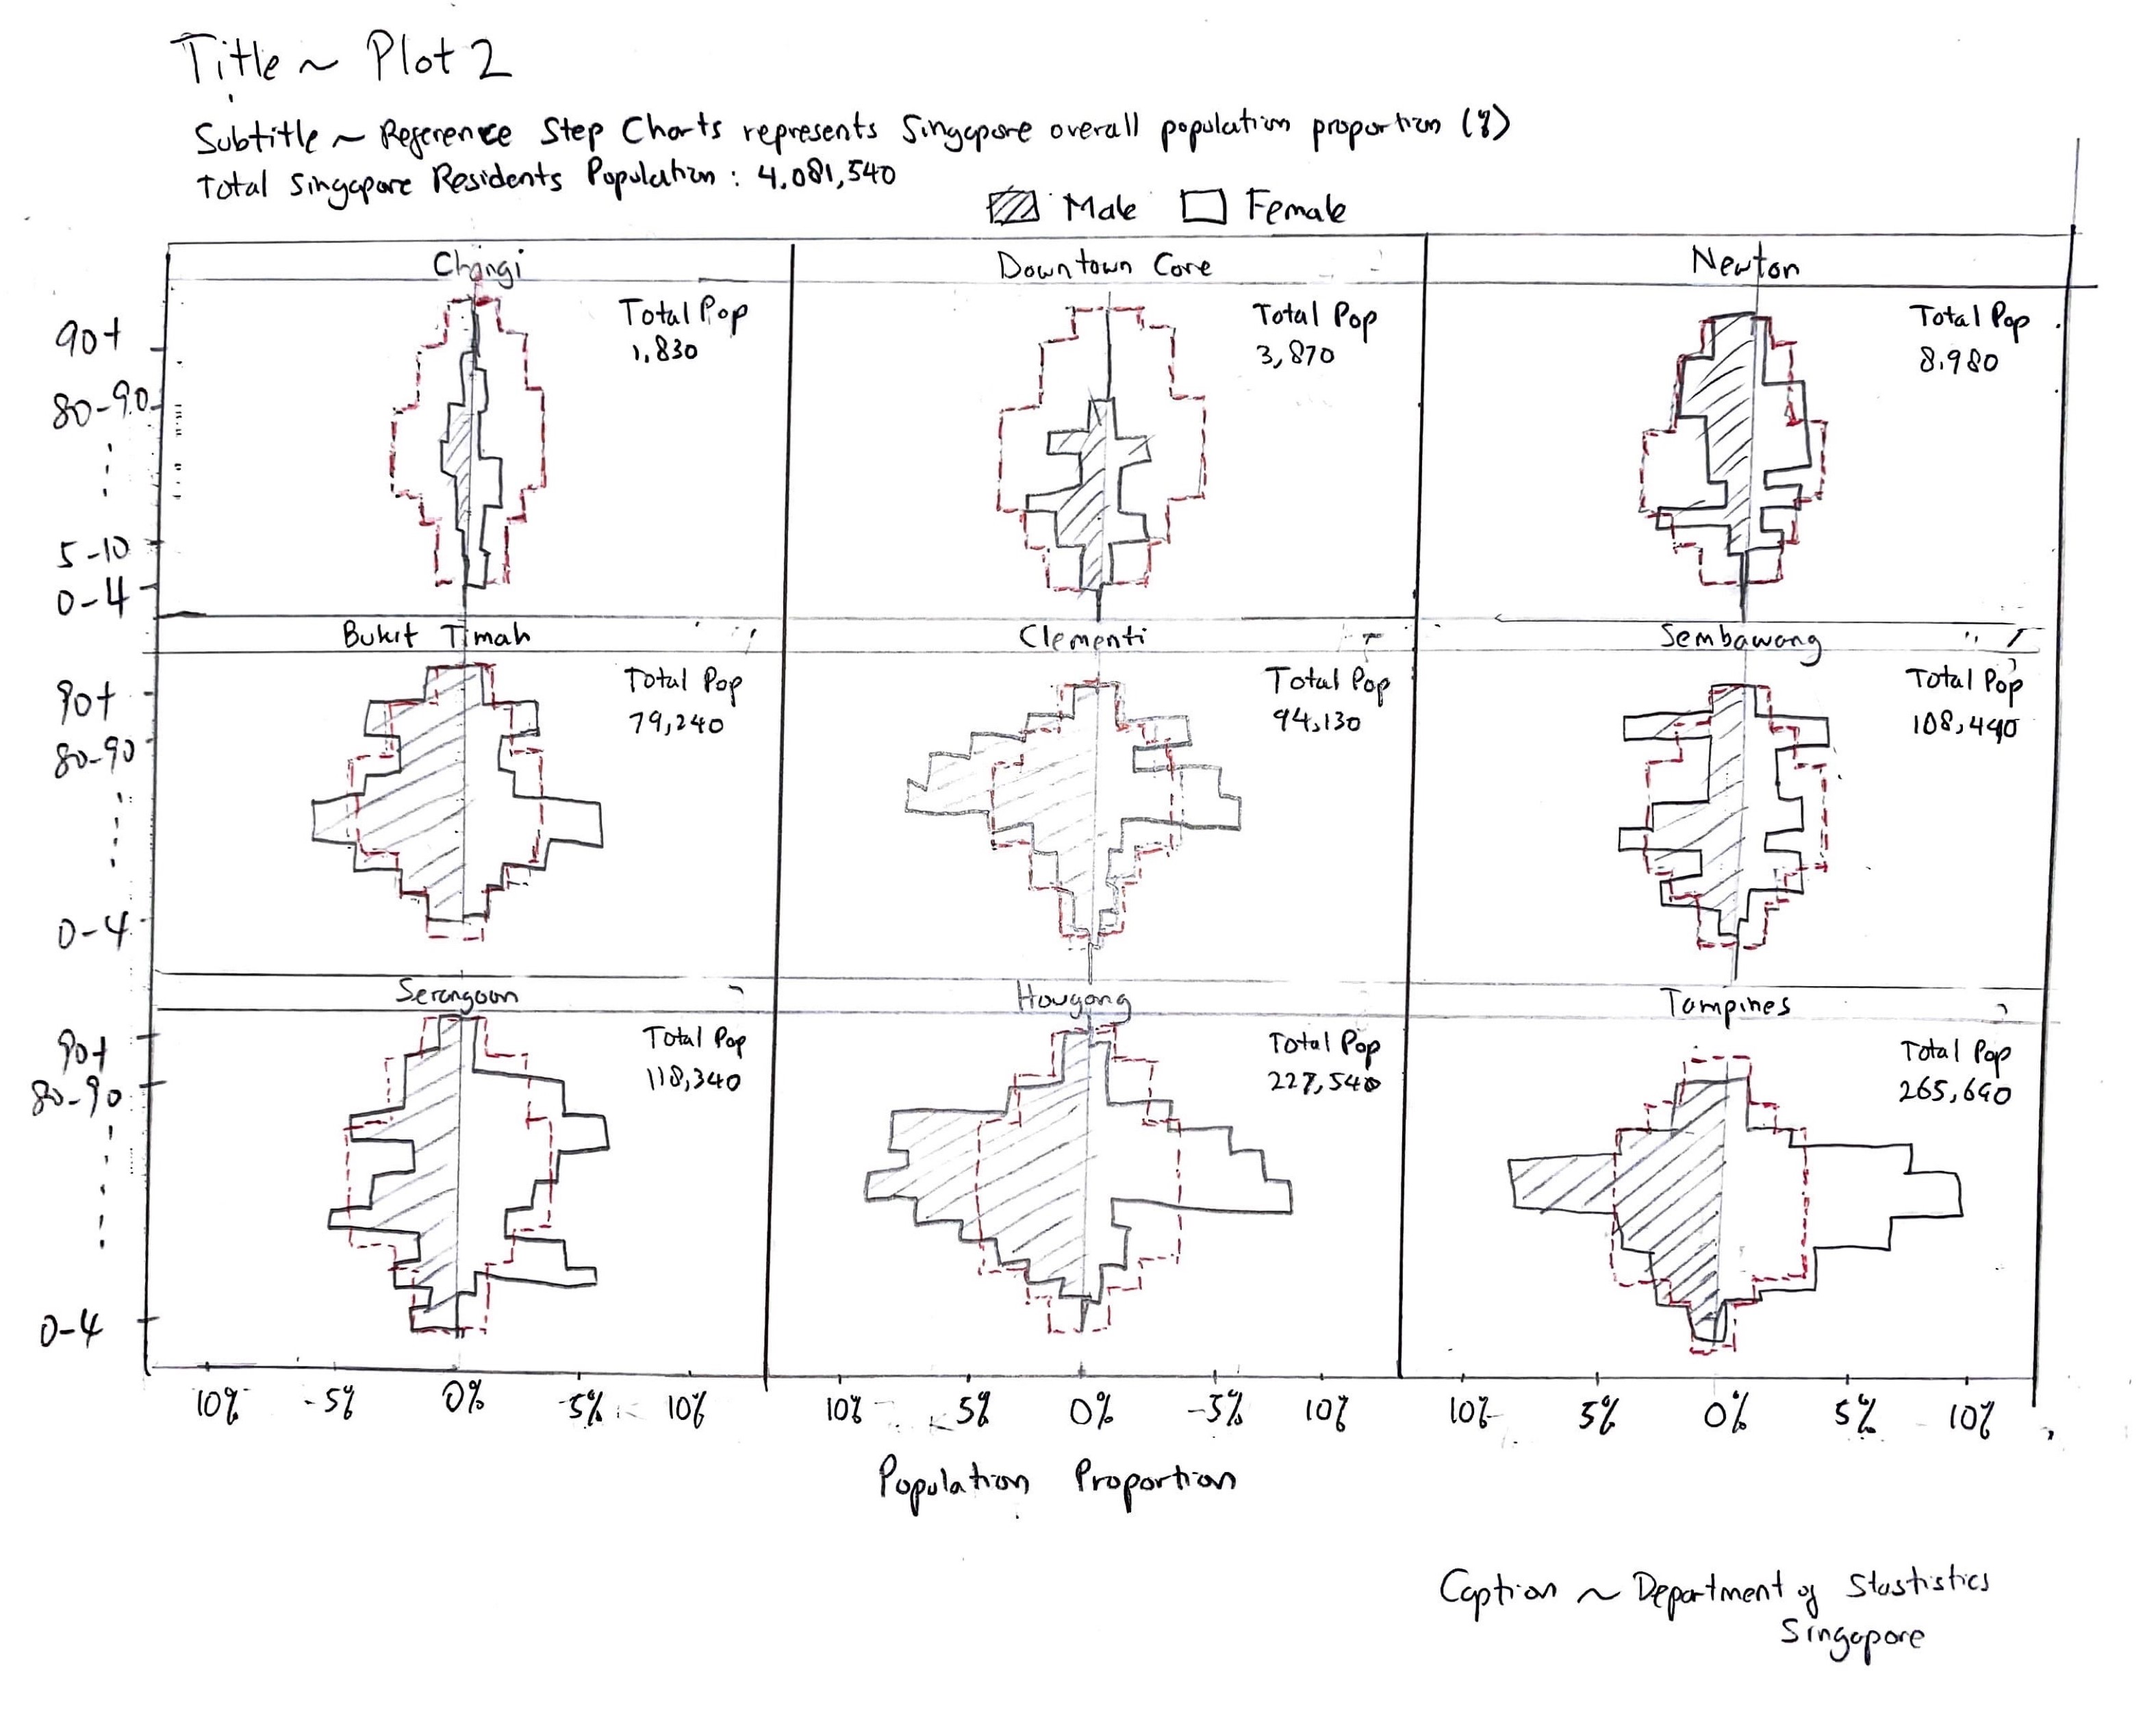 Title ~ Plot 2
Subtitle ~ Reference Step Charts represents Singapore overall population proportion (%)
Total Singapore Residents Population : 4,081,540
Male Female
Changi Downtown Core Newton
Total Pop 1,830
Total Pop 3,870
Total Pop 8,980
90+
80-90
5-10
0-4
Bukit Timah Clementi Sembawang
Total Pop 79,240
Total Pop 94,130
Total Pop 108,440
90+
80-90
0-4
Serangoon Hougang Tampines
Total Pop 118,340
Total Pop 227,540
Total Pop
90+
80-90
0-4
10% -5% 0% 5% 10% 10% 5% 0% -5% 10% 10% 5% 0% 5% 10%
Population Proportion
Caption ~ Department of Stastistics
Singapore